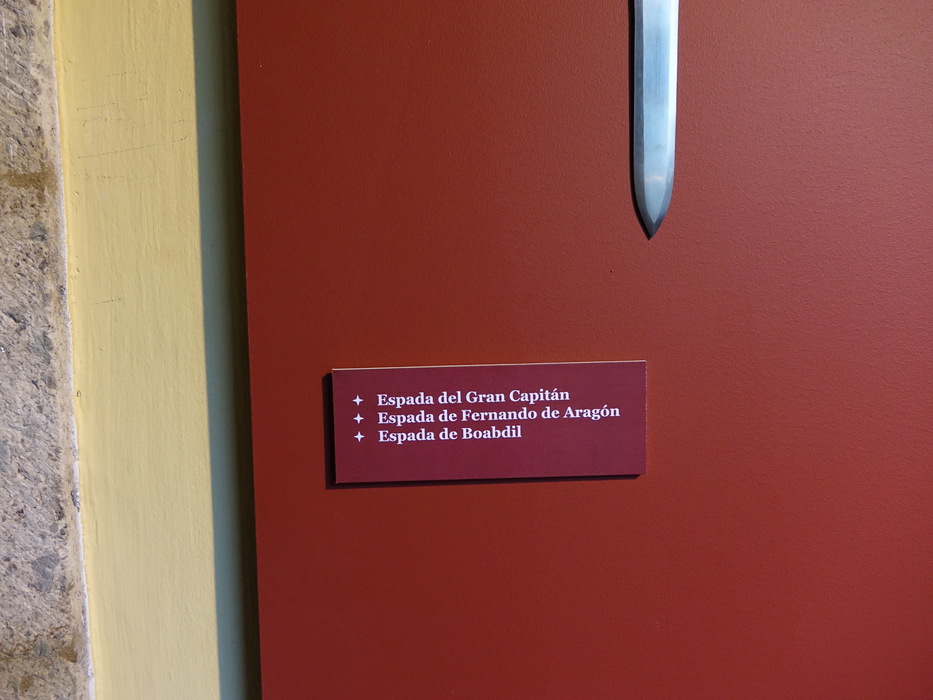 ✦ Espada del Gran Capitán
✦ Espada de Fernando de Aragón
✦ Espada de Boabdil